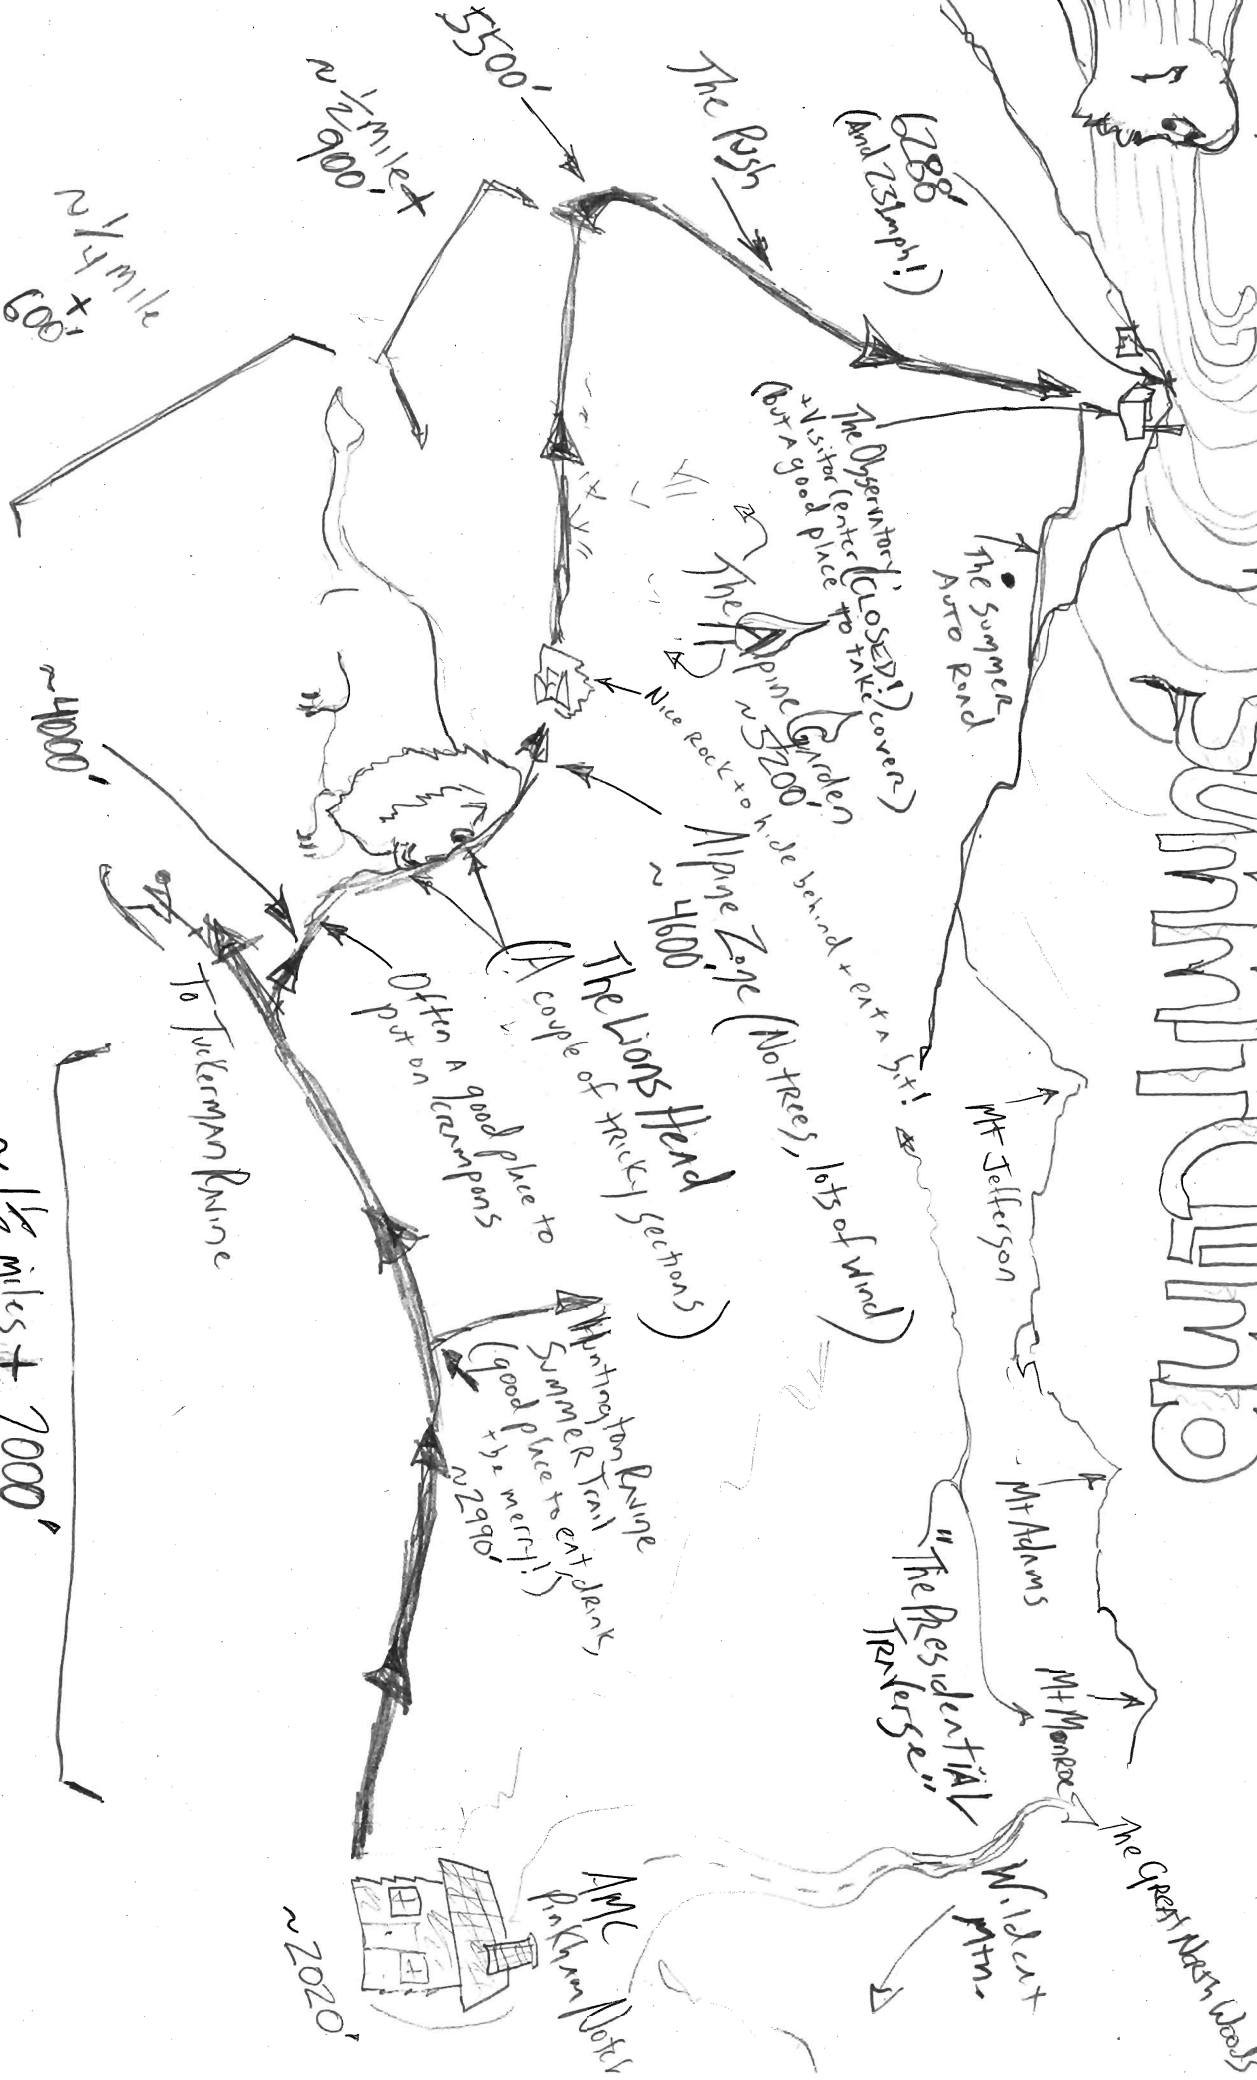 Summit Climb
6288'
(And 231mph!)
The Push
5500'
~ 1/2 mile +
900'
~ 1/4 mile
+
600'
The Observatory
+ Visitor Center (CLOSED!)
(but a good place to take cover)
The Summer
Auto Road
The Alpine Garden
~5200'
Nice rock to hide behind + eat a bit!
Alpine Zone (No trees, lots of wind)
~ 4600'
The Lions Head
(A couple of tricky sections)
Often a good place to
put on crampons
~4000'
To Tuckerman Ravine
Huntington Ravine
Summer Trail
(good place to eat, drink,
+ be merry!)
~2990'
Mt Jefferson
Mt Adams
Mt Monroe
"The Presidential
Traverse"
The Great North Woods
Wildcat
Mtn.
AMC
Pinkham Notch
~2020'
miles + 2000'